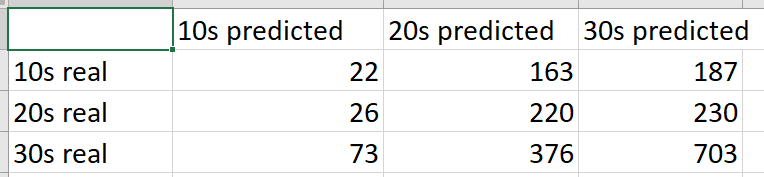 10s predicted 20s predicted 30s predicted
10s real 22 163 187
20s real 26 220 230
30s real 73 376 703